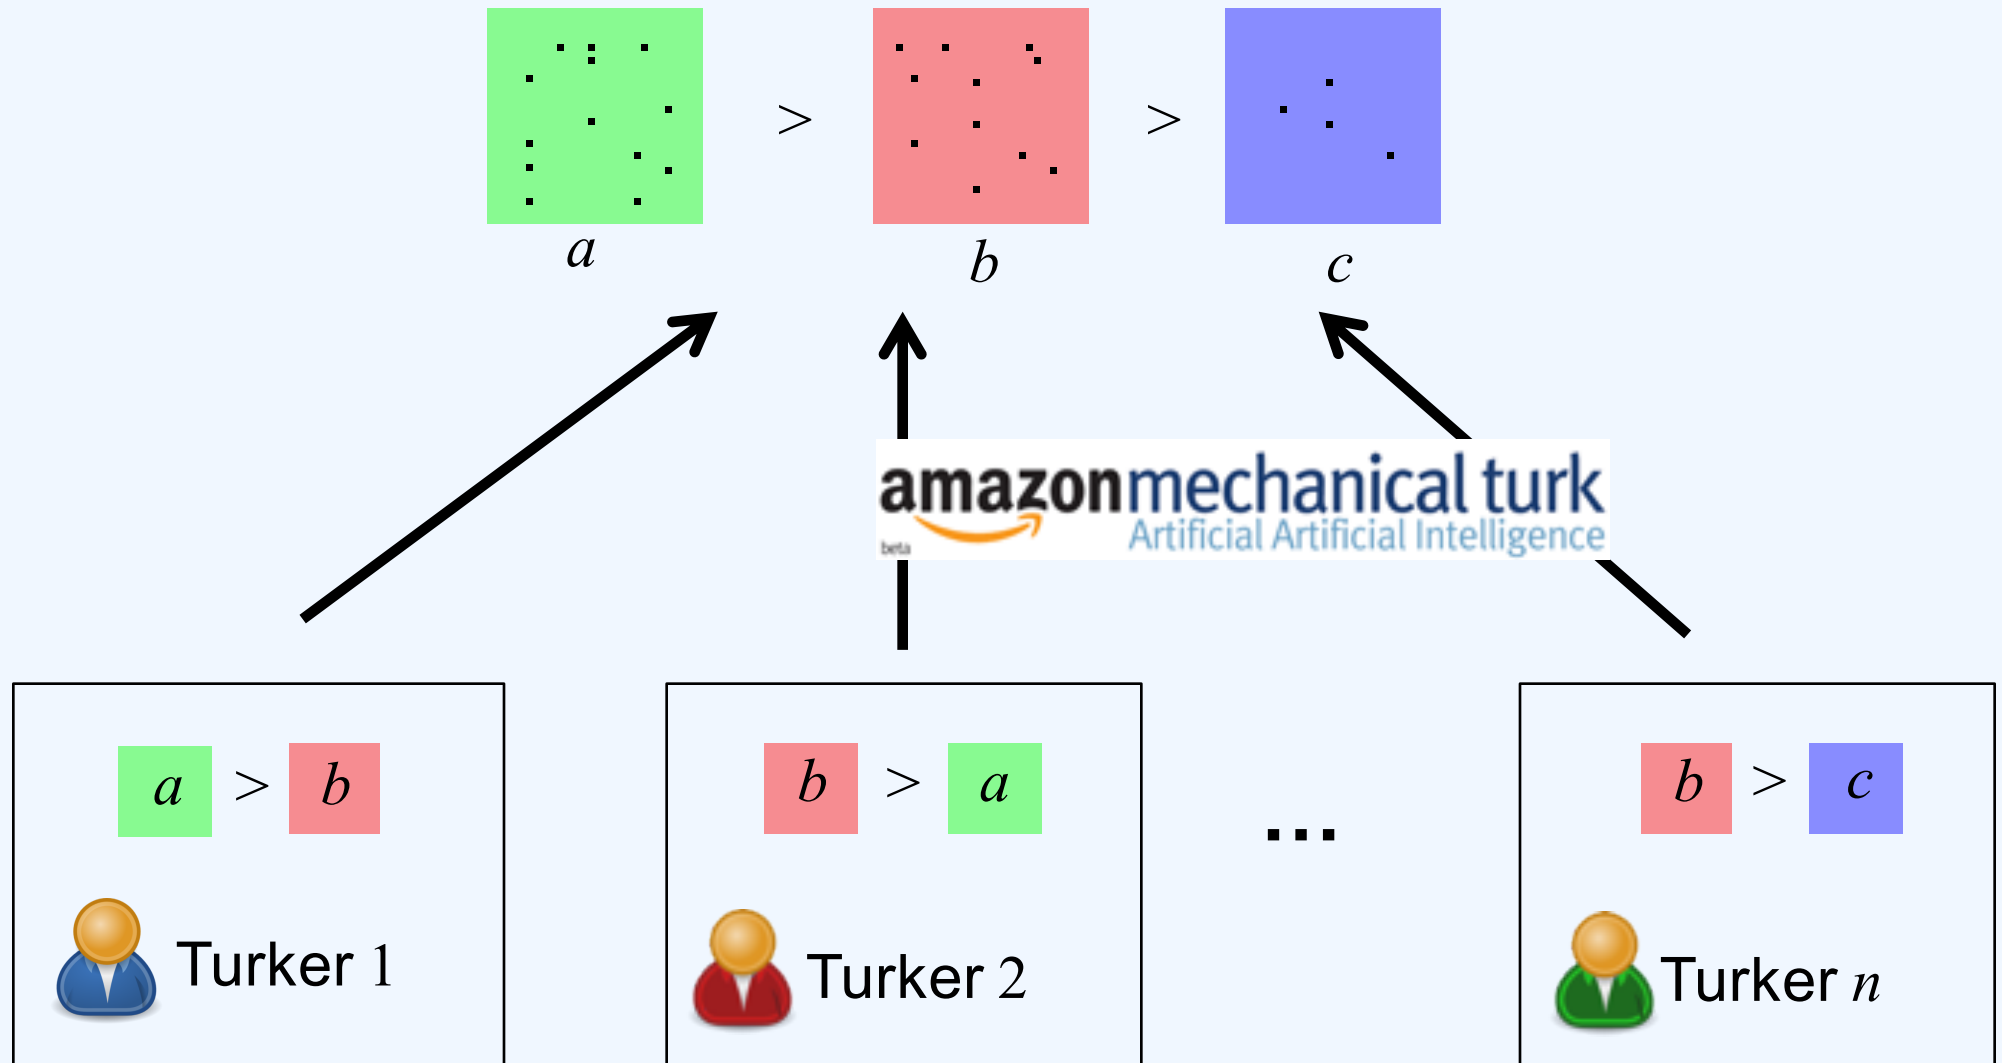 > >
a b c
amazonmechanical turk
Artificial Artificial Intelligence
beta
a > b
b > a
...
b > c
Turker 1
Turker 2
Turker n